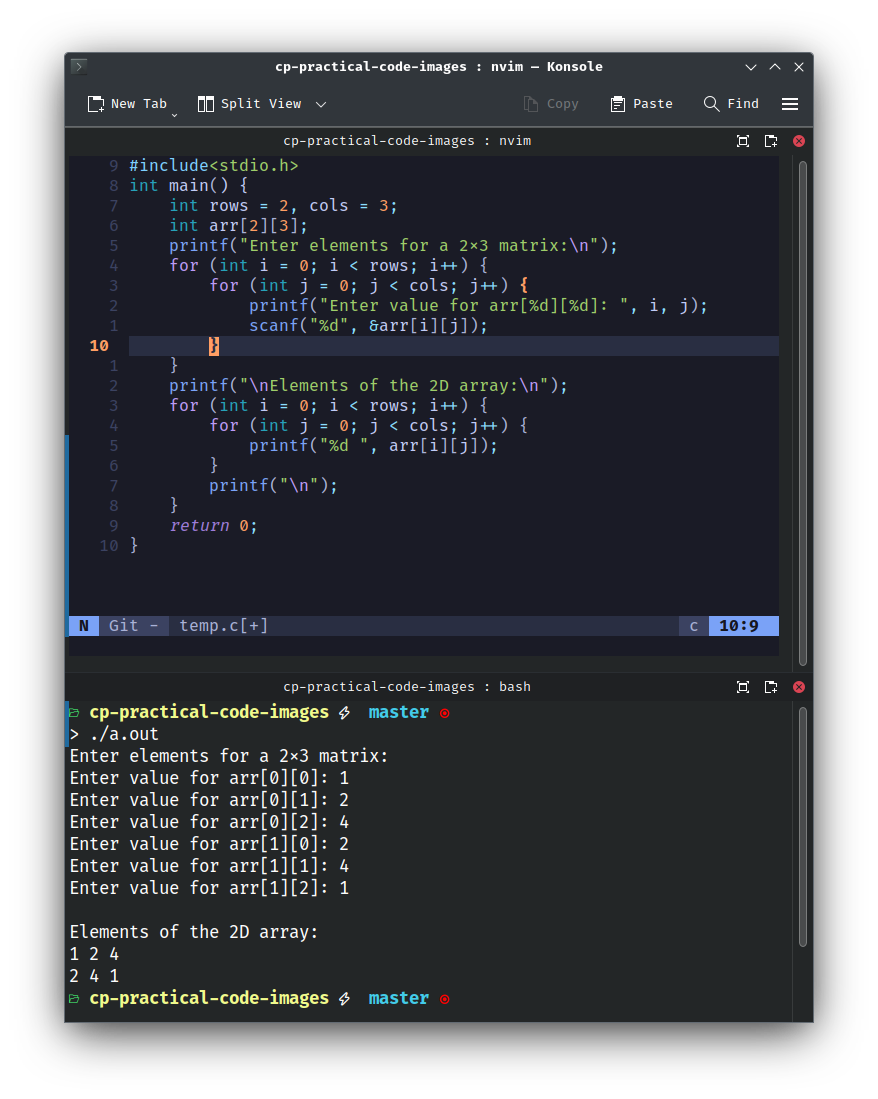 cp-practical-code-images : nvim — Konsole
New Tab Split View Copy Paste Find
cp-practical-code-images : nvim
9 #include<stdio.h>
8 int main() {
7     int rows = 2, cols = 3;
6     int arr[2][3];
5     printf("Enter elements for a 2×3 matrix:\n");
4     for (int i = 0; i < rows; i++) {
3         for (int j = 0; j < cols; j++) {
2             printf("Enter value for arr[%d][%d]: ", i, j);
1             scanf("%d", &arr[i][j]);
10         }
1     }
2     printf("\nElements of the 2D array:\n");
3     for (int i = 0; i < rows; i++) {
4         for (int j = 0; j < cols; j++) {
5             printf("%d ", arr[i][j]);
6         }
7         printf("\n");
8     }
9     return 0;
10 }
N Git - temp.c[+] c 10:9
cp-practical-code-images : bash
cp-practical-code-images ⚡ master
> ./a.out
Enter elements for a 2×3 matrix:
Enter value for arr[0][0]: 1
Enter value for arr[0][1]: 2
Enter value for arr[0][2]: 4
Enter value for arr[1][0]: 2
Enter value for arr[1][1]: 4
Enter value for arr[1][2]: 1
Elements of the 2D array:
1 2 4
2 4 1
cp-practical-code-images ⚡ master